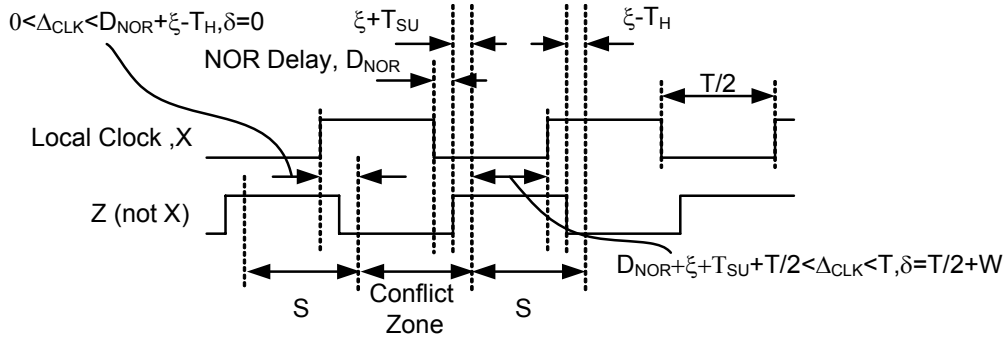 0<Δ_CLK<D_NOR+ξ-T_H,δ=0
ξ+T_SU
ξ-T_H
NOR Delay, D_NOR
T/2
Local Clock ,X
Z (not X)
D_NOR+ξ+T_SU+T/2<Δ_CLK<T,δ=T/2+W
S
Conflict
Zone
S